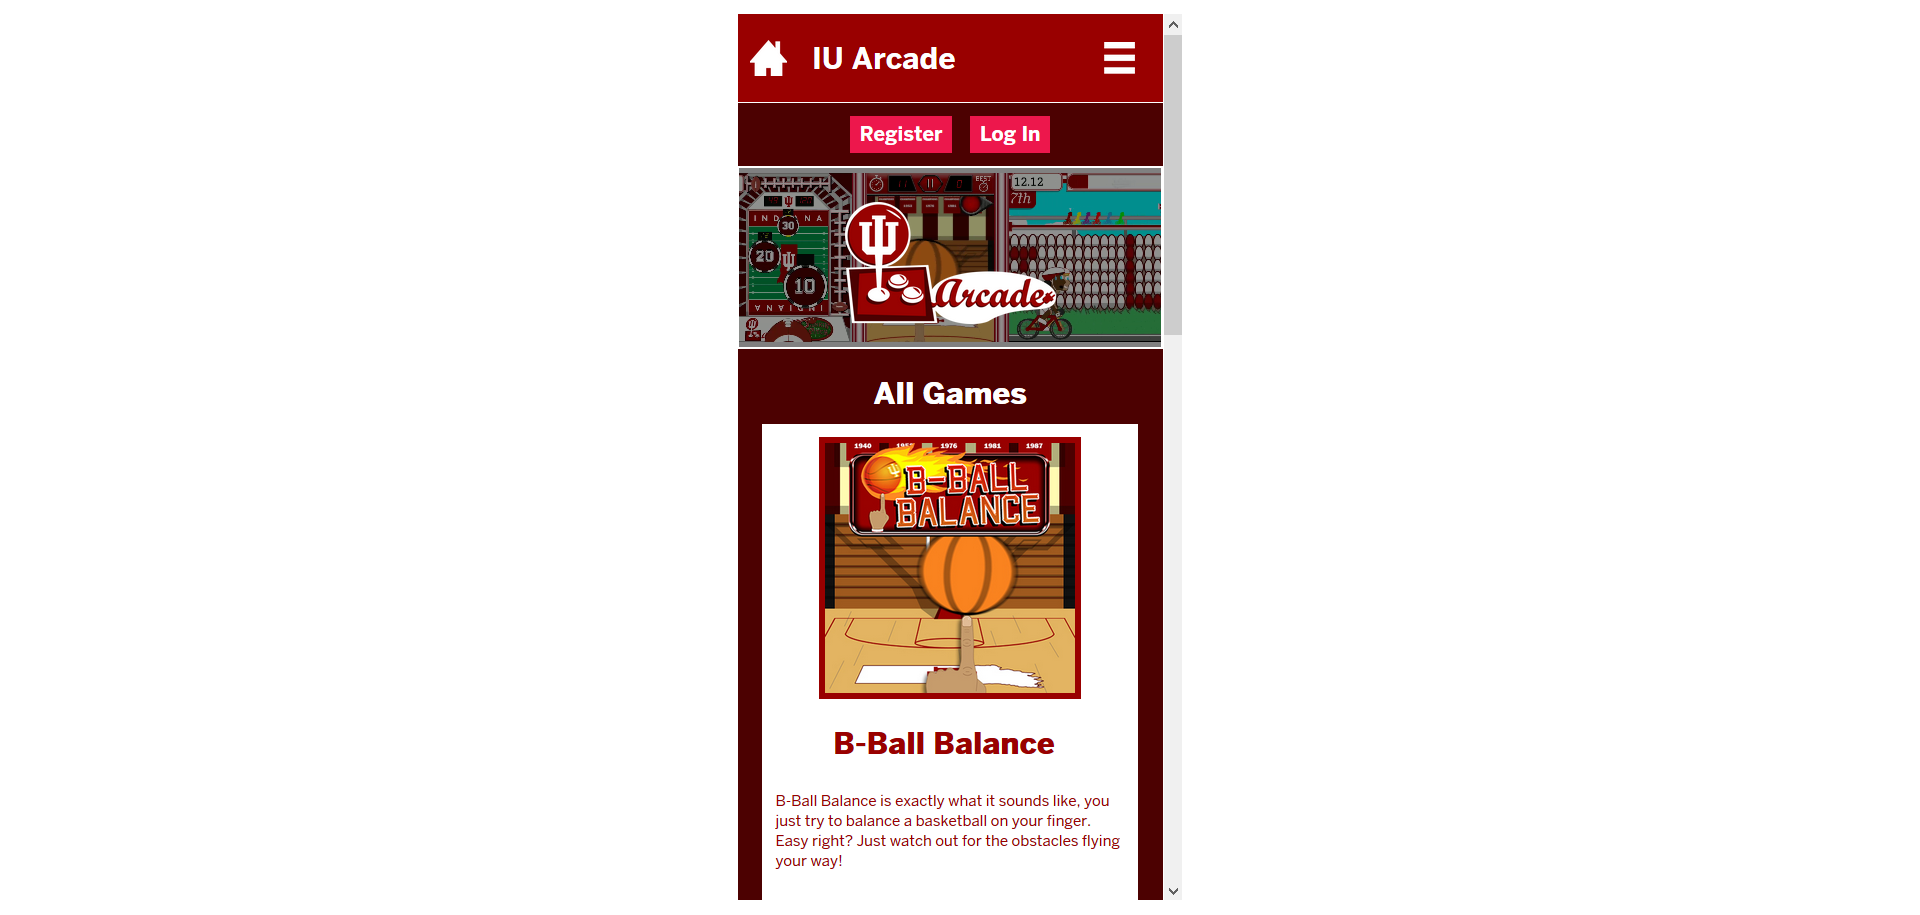 IU Arcade
Register
Log In
BEST
12.12
7th
INDIANA
30
20
10
INDIANA
Arcade
All Games
1940 1976 1981 1987
B-BALL
BALANCE
B-Ball Balance
B-Ball Balance is exactly what it sounds like, you
just try to balance a basketball on your finger.
Easy right? Just watch out for the obstacles flying
your way!